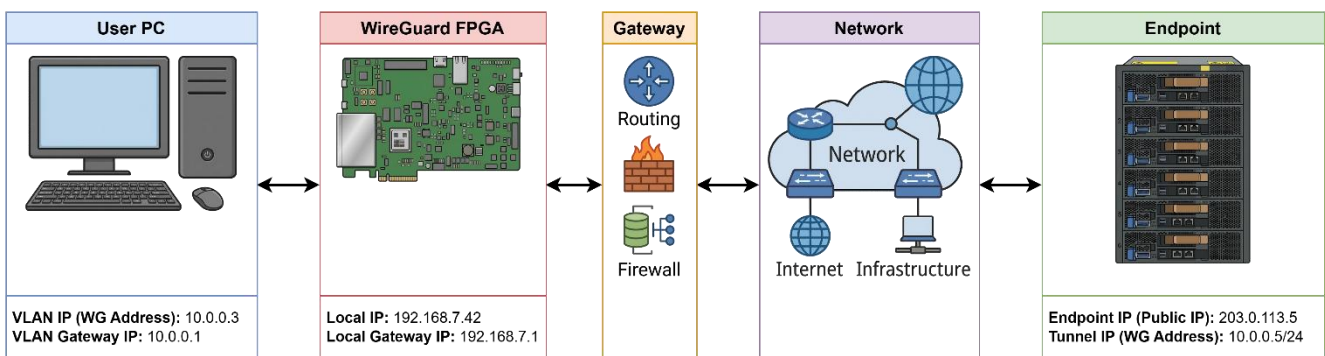 User PC
WireGuard FPGA
Gateway
Network
Endpoint
Routing
Firewall
Network
Internet
Infrastructure
VLAN IP (WG Address): 10.0.0.3
VLAN Gateway IP: 10.0.0.1
Local IP: 192.168.7.42
Local Gateway IP: 192.168.7.1
Endpoint IP (Public IP): 203.0.113.5
Tunnel IP (WG Address): 10.0.0.5/24